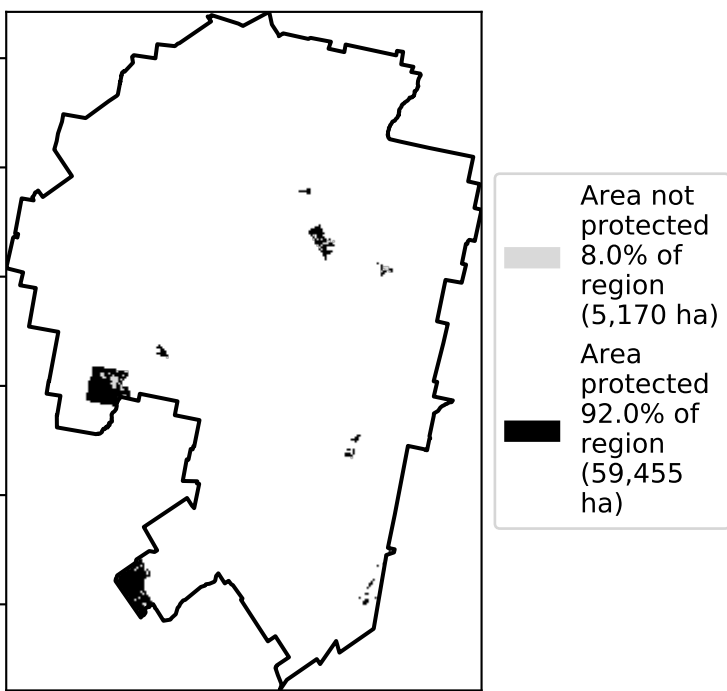 Area not
protected
8.0% of
region
(5,170 ha)
Area
protected
92.0% of
region
(59,455
ha)